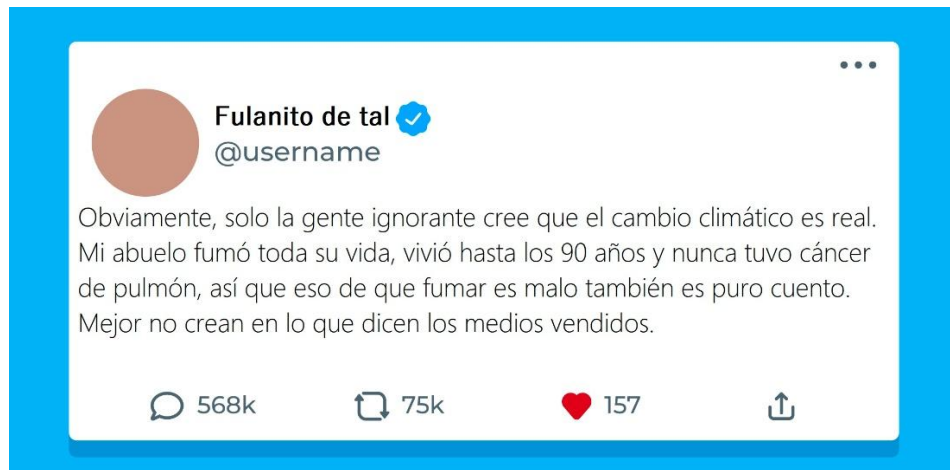 Fulanito de tal
@username
Obviamente, solo la gente ignorante cree que el cambio climático es real.
Mi abuelo fumó toda su vida, vivió hasta los 90 años y nunca tuvo cáncer
de pulmón, así que eso de que fumar es malo también es puro cuento.
Mejor no crean en lo que dicen los medios vendidos.
568k 75k 157